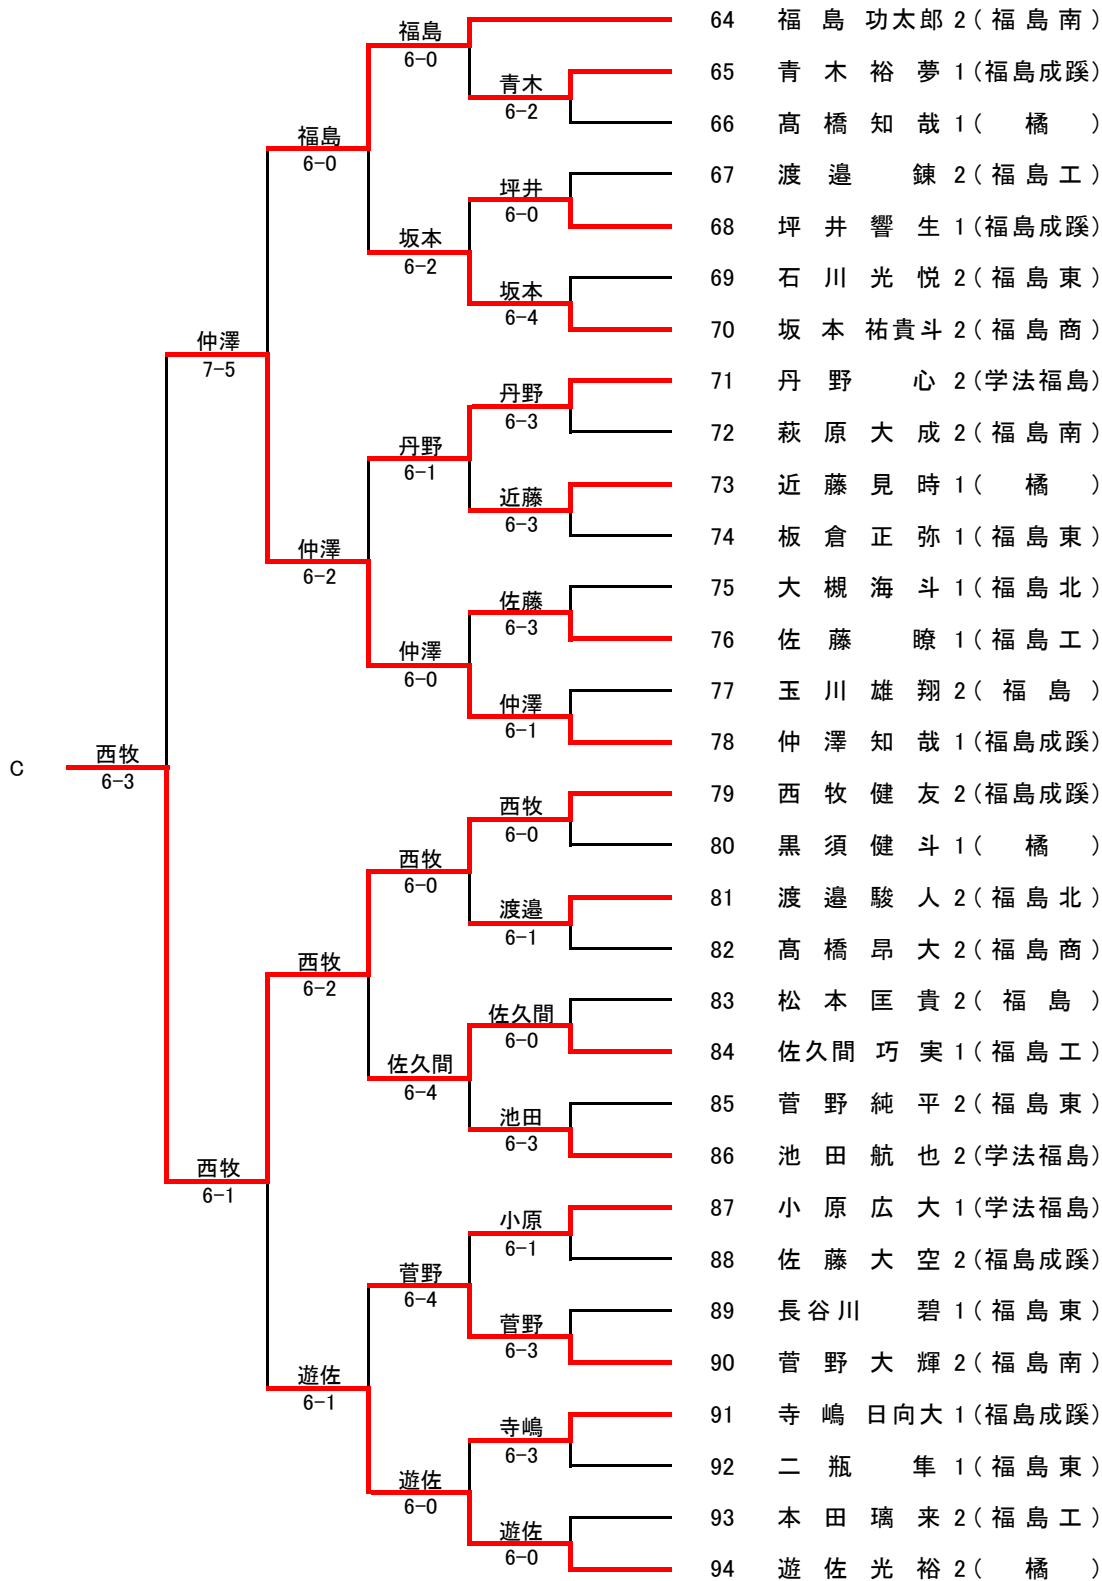 福島 64 福島 功太郎 2(福島南)
6-0
青木 65 青木裕夢 1(福島成蹊)
6-2
福島 66 髙橋知哉 1(橘)
6-0
坪井 67 渡邉錬 2(福島工)
6-0
68 坪井響生 1(福島成蹊)
坂本
6-2
坂本 69 石川光悦 2(福島東)
6-4
70 坂本祐貴斗 2(福島商)
仲澤
7-5
丹野 71 丹野心 2(学法福島)
6-3
72 萩原大成 2(福島南)
丹野
6-1
近藤 73 近藤見時 1(橘)
6-3
74 板倉正弥 1(福島東)
仲澤
6-2
佐藤 75 大槻海斗 1(福島北)
6-3
76 佐藤瞭 1(福島工)
仲澤
6-0
仲澤 77 玉川雄翔 2(福島)
6-1
78 仲澤知哉 1(福島成蹊)
C 西牧
6-3
西牧 79 西牧健友 2(福島成蹊)
6-0
80 黒須健斗 1(橘)
西牧
6-0
渡邉 81 渡邉駿人 2(福島北)
6-1
82 髙橋昂大 2(福島商)
西牧
6-2
佐久間 83 松本匡貴 2(福島)
6-0
84 佐久間巧実 1(福島工)
佐久間
6-4
池田 85 菅野純平 2(福島東)
6-3
86 池田航也 2(学法福島)
西牧
6-1
小原 87 小原広大 1(学法福島)
6-1
88 佐藤大空 2(福島成蹊)
菅野
6-4
菅野 89 長谷川碧 1(福島東)
6-3
90 菅野大輝 2(福島南)
遊佐
6-1
寺嶋 91 寺嶋日向大 1(福島成蹊)
6-3
92 二瓶隼 1(福島東)
遊佐
6-0
遊佐 93 本田璃来 2(福島工)
6-0
94 遊佐光裕 2(橘)